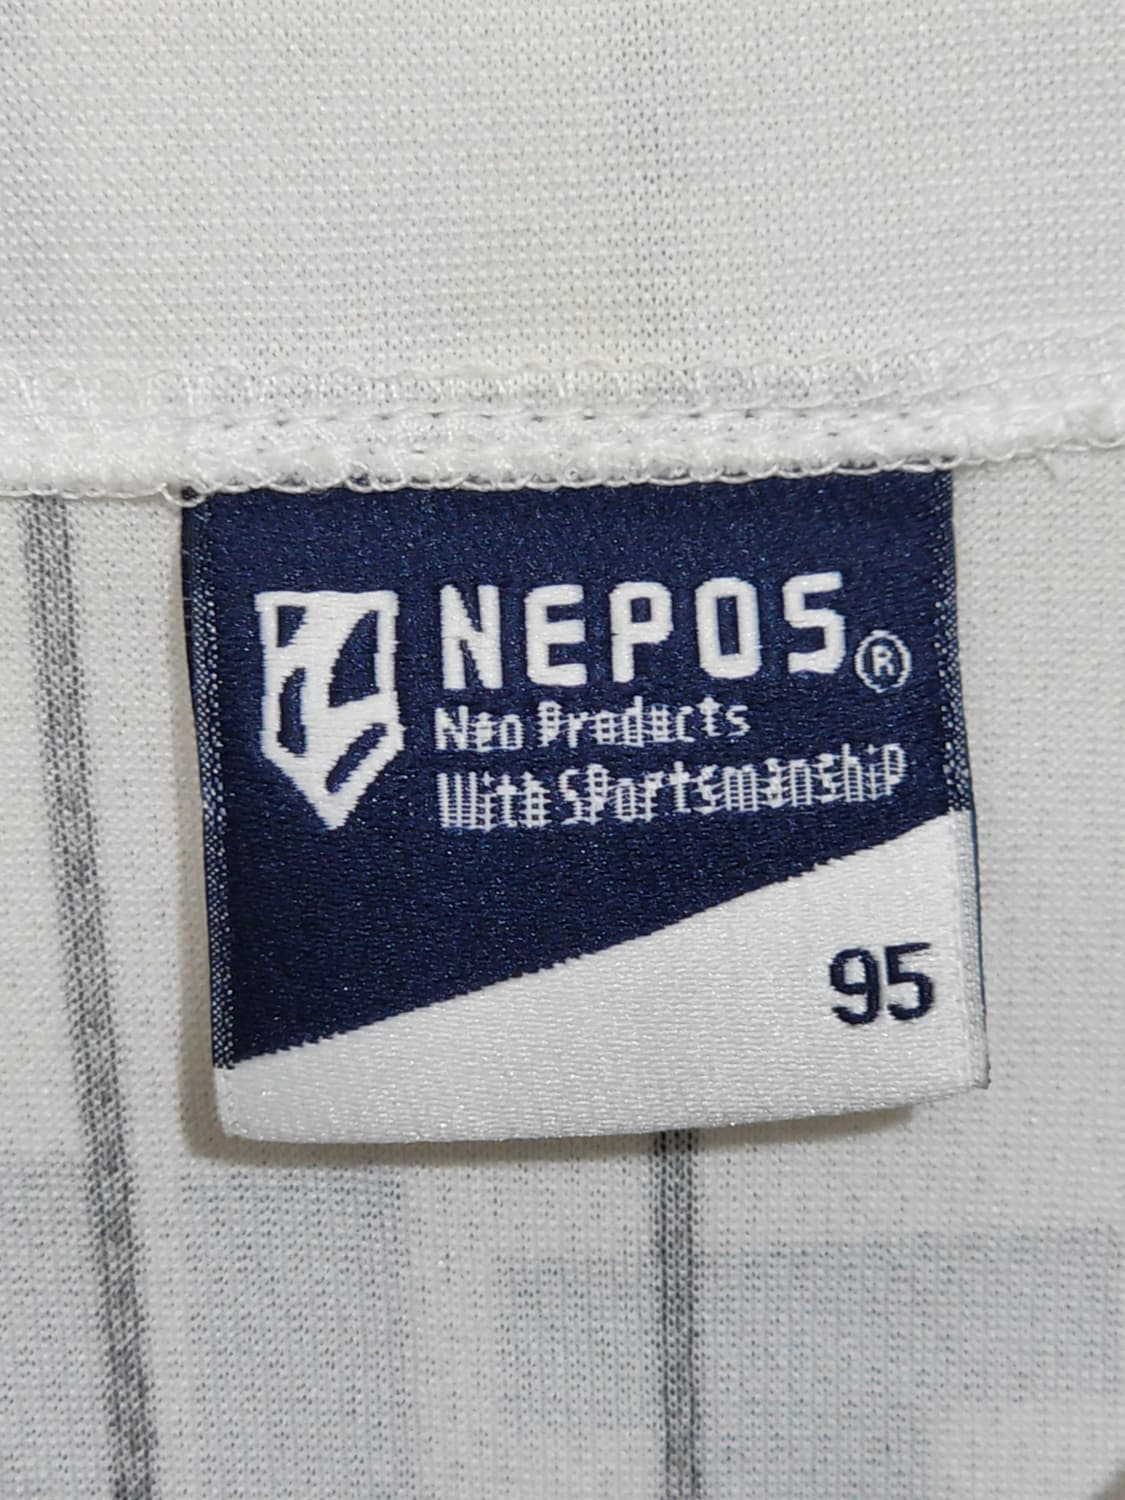 NEPOS®
Neo Products
With Sportsmanship
95